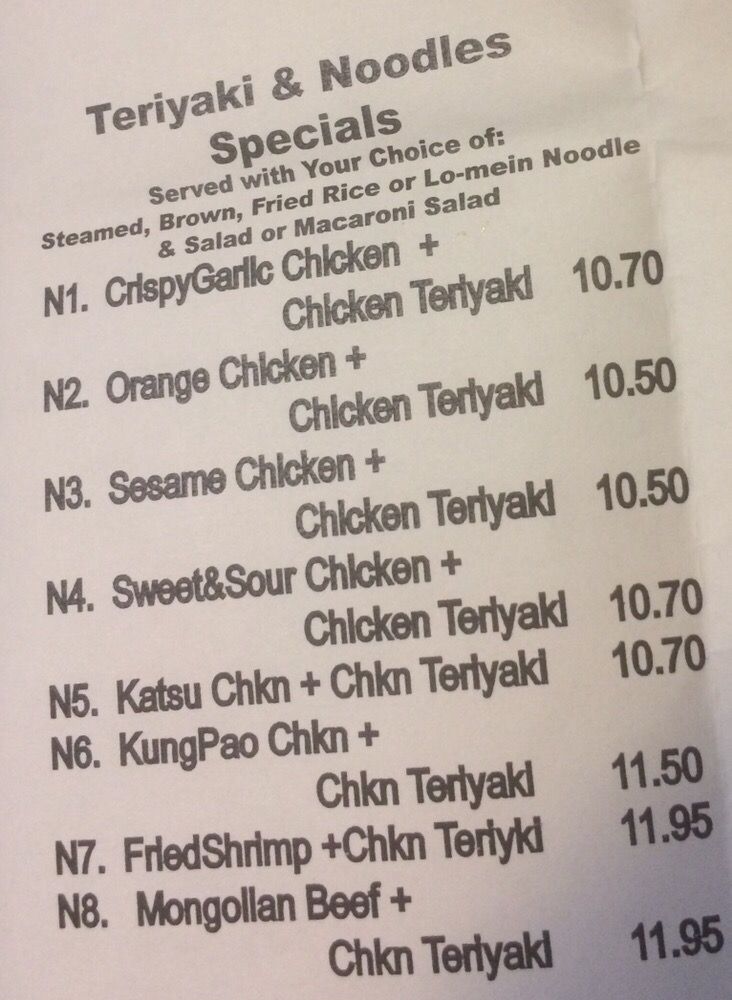 Teriyaki & Noodles
Specials
Served with Your Choice of:
Steamed, Brown, Fried Rice or Lo-mein Noodle
& Salad or Macaroni Salad
N1. CrispyGarlic Chicken +
Chicken Teriyaki 10.70
N2. Orange Chicken +
Chicken Teriyaki 10.50
N3. Sesame Chicken +
Chicken Teriyaki 10.50
N4. Sweet&Sour Chicken +
Chicken Teriyaki 10.70
N5. Katsu Chkn + Chkn Teriyaki 10.70
N6. KungPao Chkn +
Chkn Teriyaki 11.50
N7. FriedShrimp +Chkn Teriyki 11.95
N8. Mongolian Beef +
Chkn Teriyaki 11.95